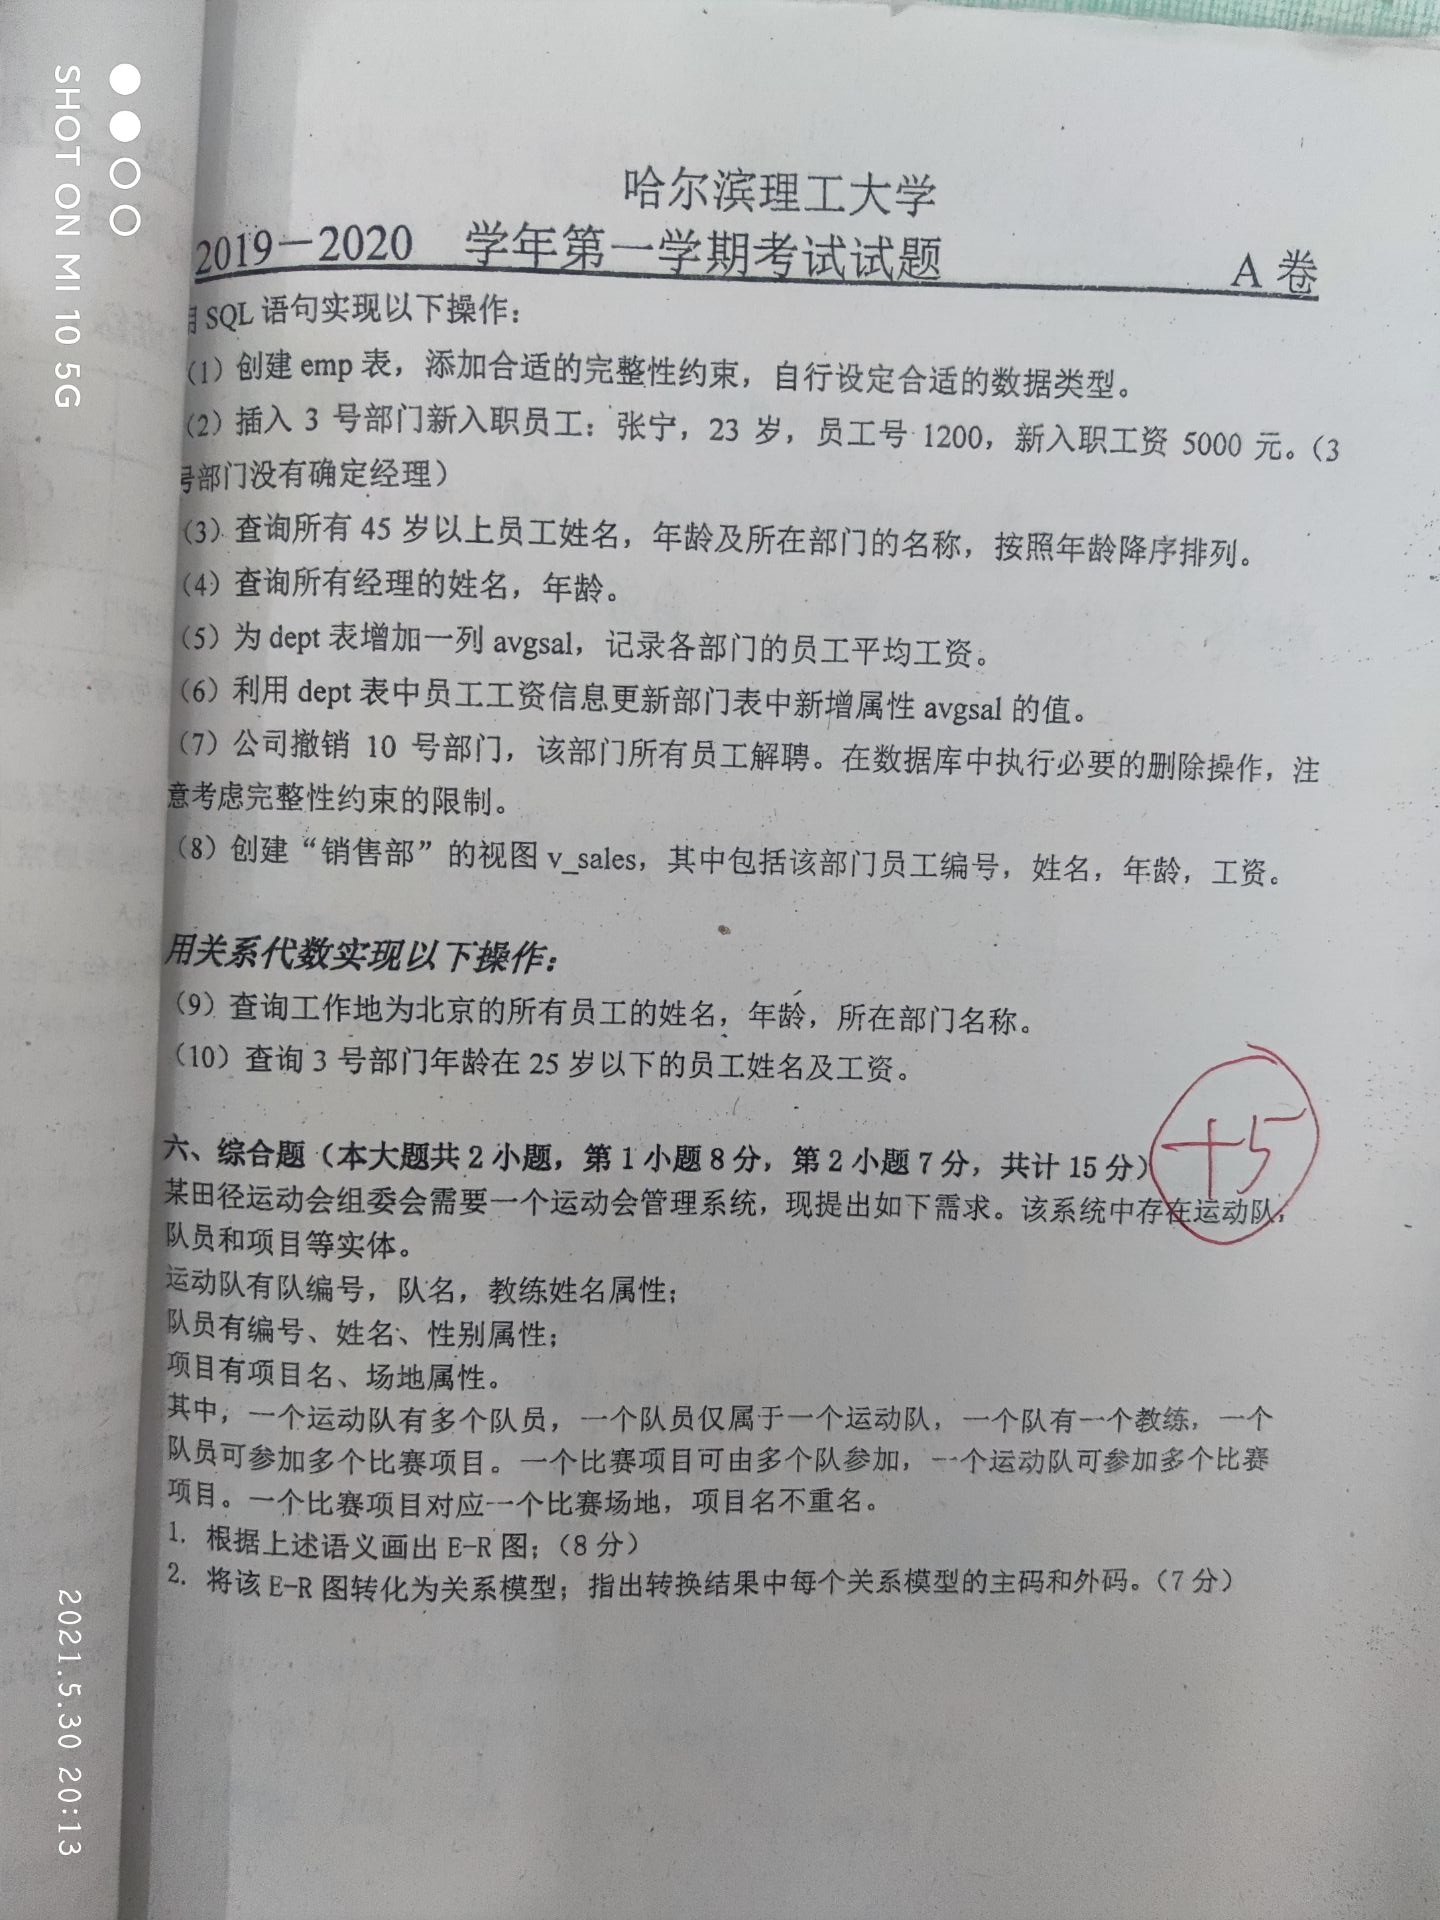 哈尔滨理工大学
2019－2020 学年第一学期考试试题 A 卷
SQL 语句实现以下操作：
（1）创建 emp 表，添加合适的完整性约束，自行设定合适的数据类型。
（2）插入 3 号部门新入职员工：张宁，23 岁，员工号 1200，新入职工资 5000 元。（3
号部门没有确定经理）
（3）查询所有 45 岁以上员工姓名，年龄及所在部门的名称，按照年龄降序排列。
（4）查询所有经理的姓名，年龄。
（5）为 dept 表增加一列 avgsal，记录各部门的员工平均工资。
（6）利用 dept 表中员工工资信息更新部门表中新增属性 avgsal 的值。
（7）公司撤销 10 号部门，该部门所有员工解聘。在数据库中执行必要的删除操作，注
意考虑完整性约束的限制。
（8）创建“销售部”的视图 v_sales，其中包括该部门员工编号，姓名，年龄，工资。
用关系代数实现以下操作：
（9）查询工作地为北京的所有员工的姓名，年龄，所在部门名称。
（10）查询 3 号部门年龄在 25 岁以下的员工姓名及工资。
六、综合题（本大题共 2 小题，第 1 小题 8 分，第 2 小题 7 分，共计 15 分）
+5
某田径运动会组委会需要一个运动会管理系统，现提出如下需求。该系统中存在运动队，
队员和项目等实体。
运动队有队编号，队名，教练姓名属性；
队员有编号、姓名、性别属性；
项目有项目名、场地属性。
其中，一个运动队有多个队员，一个队员仅属于一个运动队，一个队有一个教练，一个
队员可参加多个比赛项目。一个比赛项目可由多个队参加，一个运动队可参加多个比赛
项目。一个比赛项目对应一个比赛场地，项目名不重名。
1. 根据上述语义画出 E-R 图；（8 分）
2. 将该 E-R 图转化为关系模型；指出转换结果中每个关系模型的主码和外码。（7 分）
SHOT ON MI 10 5G
2021.5.30 20:13